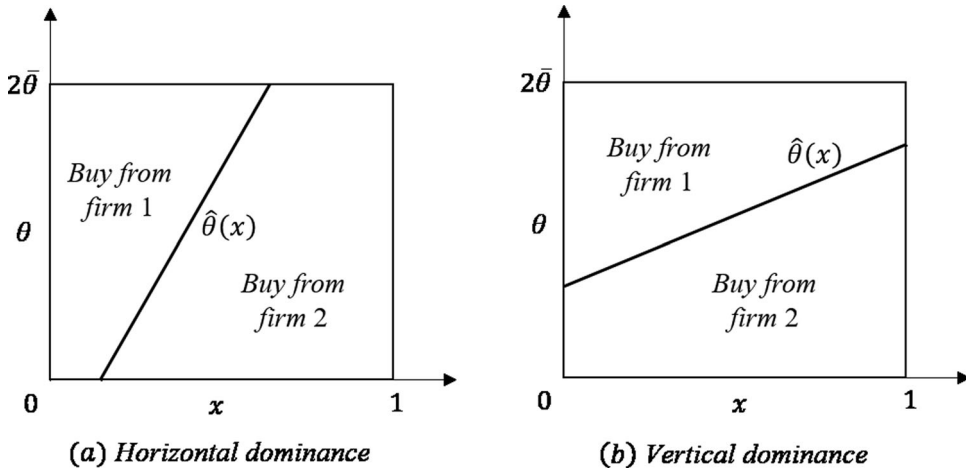 2θ̄
Buy from
firm 1
θ̂(x)
θ
Buy from
firm 2
0
x
1
(a) Horizontal dominance
2θ̄
Buy from
firm 1
θ̂(x)
θ
Buy from
firm 2
0
x
1
(b) Vertical dominance